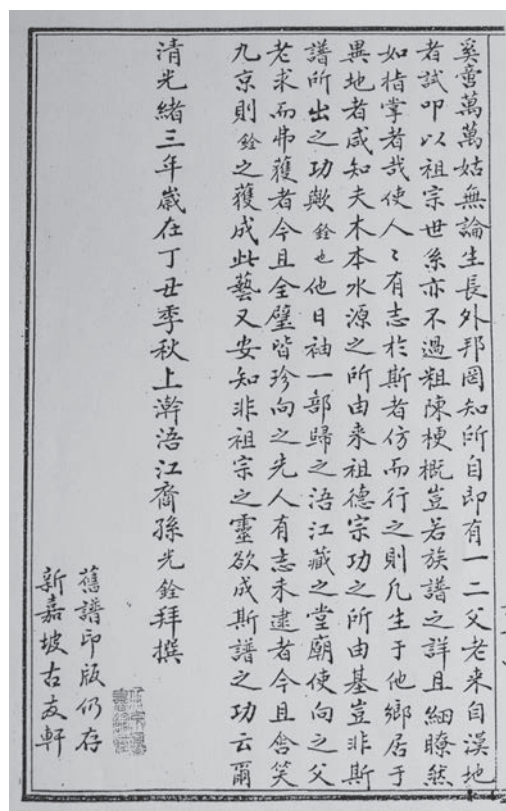 奚啻萬萬姑無論生長外邦罔知所自即有一二父老来自漢地
者試叩以祖宗世系亦不過粗陳梗概豈若族譜之詳且細瞭然
如指掌者哉使人〻有志於斯者仿而行之則凡生于他鄉居于
異地者咸知夫木本水源之所由来祖德宗功之所由基豈非斯
譜所出之功歟銓也他日袖一部歸之浯江藏之堂廟使向之父
老求而弗獲者今且全璧皆珍向之先人有志未逮者今且含笑
九京則銓之獲成此藝又安知非祖宗之靈欲成斯譜之功云爾
清光緒三年歲在丁丑季秋上澣浯江裔孫光銓拜撰
舊譜印版仍存
新嘉坡古友軒